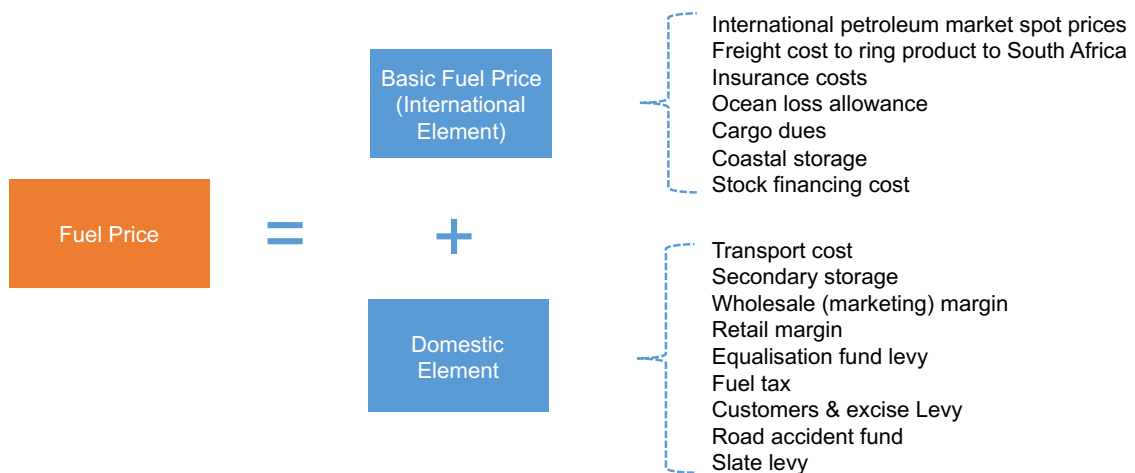 Fuel Price
=
Basic Fuel Price
(International
Element)
+
Domestic
Element
International petroleum market spot prices
Freight cost to ring product to South Africa
Insurance costs
Ocean loss allowance
Cargo dues
Coastal storage
Stock financing cost
Transport cost
Secondary storage
Wholesale (marketing) margin
Retail margin
Equalisation fund levy
Fuel tax
Customers & excise Levy
Road accident fund
Slate levy